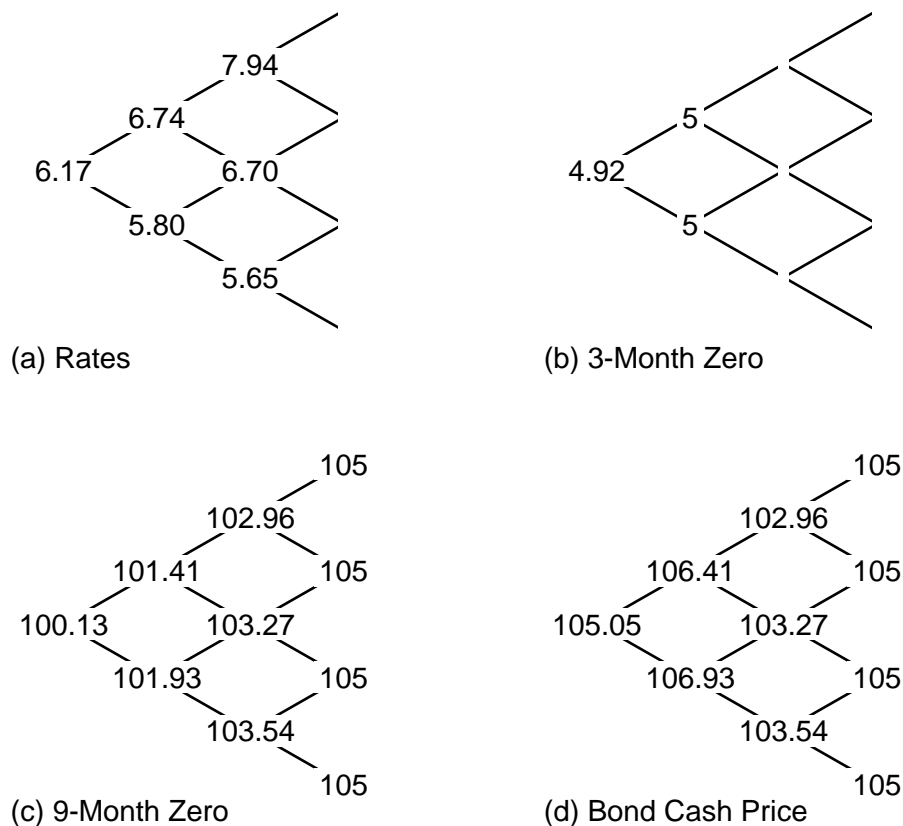 7.94
6.74 5
6.17 6.70 4.92
5.80 5
5.65
(a) Rates (b) 3-Month Zero
105 105
102.96 102.96
101.41 105 106.41 105
100.13 103.27 105.05 103.27
101.93 105 106.93 105
103.54 103.54
105 105
(c) 9-Month Zero (d) Bond Cash Price